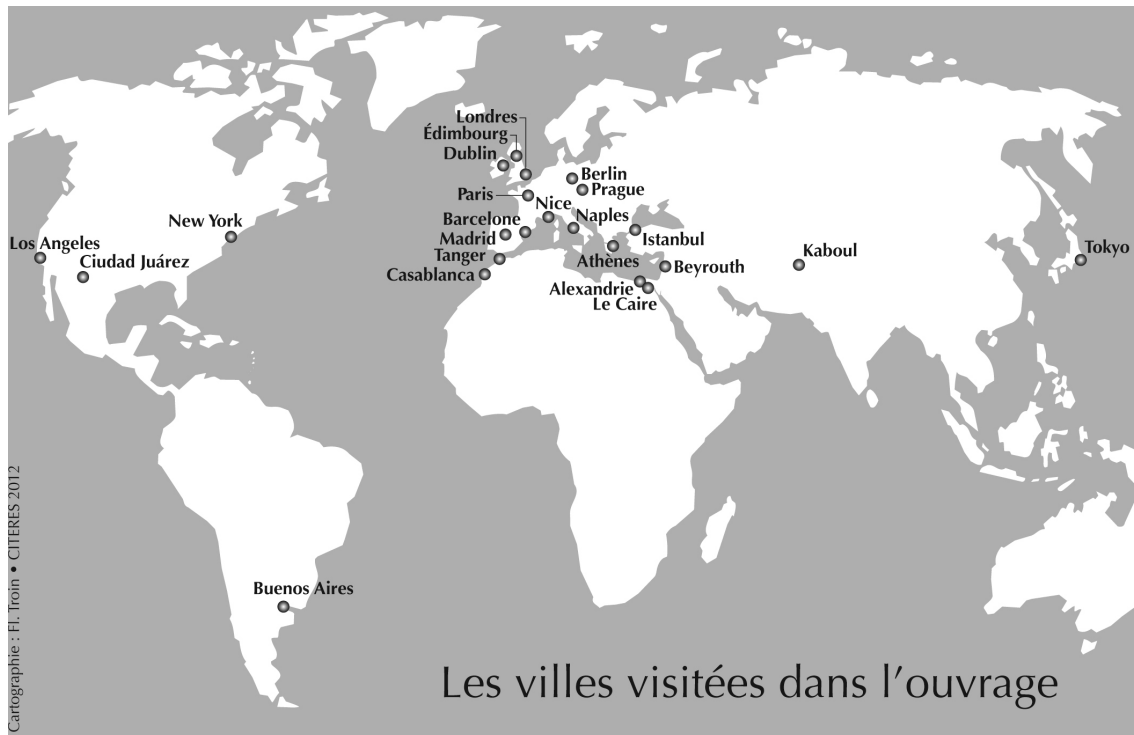 Londres
Édimbourg
Dublin
Berlin
Prague
Paris
Nice
New York
Barcelone
Naples
Los Angeles
Madrid
Istanbul
Tokyo
Ciudad Juárez
Tanger
Athènes
Kaboul
Casablanca
Beyrouth
Alexandrie
Le Caire
Buenos Aires
Les villes visitées dans l’ouvrage
Cartographie : Fl. Troin • CITERES 2012